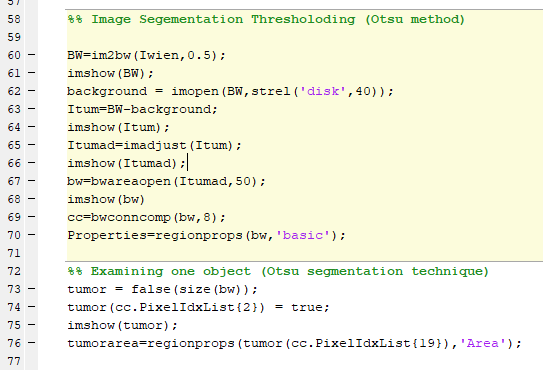 57
58 %% Image Segementation Thresholoding (Otsu method)
59
60 – BW=im2bw(Iwien,0.5);
61 – imshow(BW);
62 – background = imopen(BW,strel('disk',40));
63 – Itum=BW-background;
64 – imshow(Itum);
65 – Itumad=imadjust(Itum);
66 – imshow(Itumad);
67 – bw=bwareaopen(Itumad,50);
68 – imshow(bw)
69 – cc=bwconncomp(bw,8);
70 – Properties=regionprops(bw,'basic');
71
72 %% Examining one object (Otsu segmentation technique)
73 – tumor = false(size(bw));
74 – tumor(cc.PixelIdxList{2}) = true;
75 – imshow(tumor);
76 – tumorarea=regionprops(tumor(cc.PixelIdxList{19}),'Area');
77